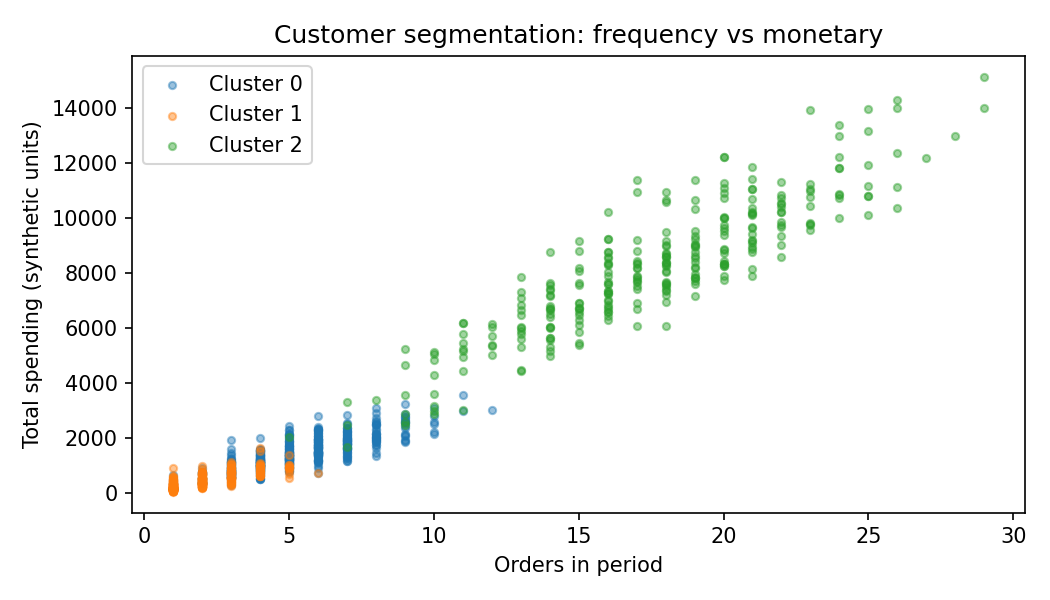 Customer segmentation: frequency vs monetary
Cluster 0
Cluster 1
Cluster 2
Total spending (synthetic units)
14000
12000
10000
8000
6000
4000
2000
0
0 5 10 15 20 25 30
Orders in period